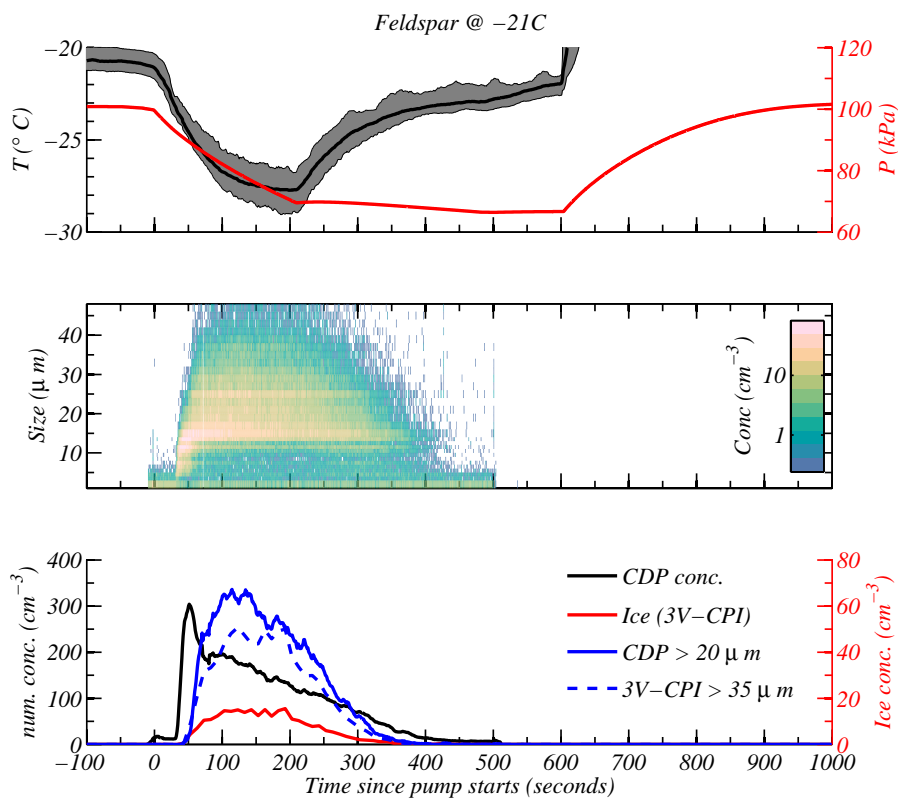 Feldspar @ −21C
−20
−25
−30
T (° C)
120
100
80
60
P (kPa)
40
30
20
10
Size (μ m)
10
1
Conc (cm−3)
400
300
200
100
0
num. conc. (cm−3)
CDP conc.
Ice (3V−CPI)
CDP > 20 μ m
3V−CPI > 35 μ m
80
60
40
20
0
Ice conc. (cm−3)
−100 0 100 200 300 400 500 600 700 800 900 1000
Time since pump starts (seconds)